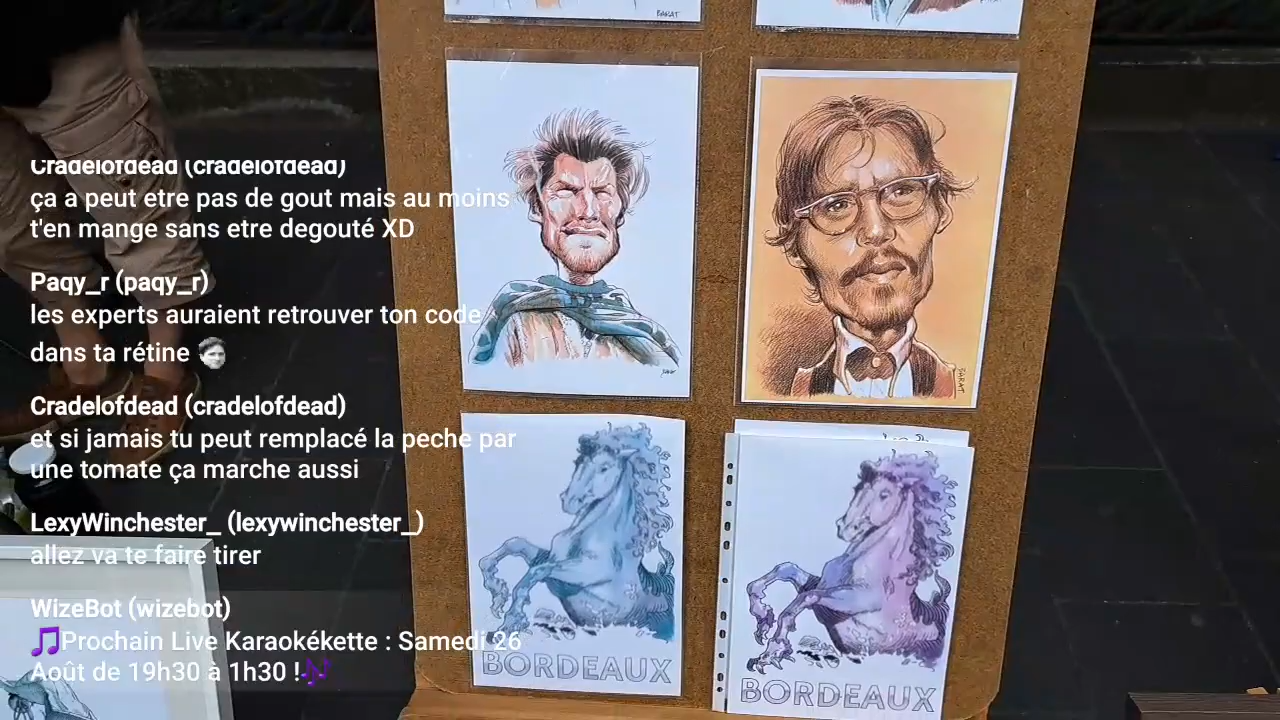 BARAT
Cradelofdead (cradelofdead)
ça a peut etre pas de gout mais au moins
t'en mange sans etre degouté XD
Paqy_r (paqy_r)
les experts auraient retrouver ton code
dans ta rétine
Cradelofdead (cradelofdead)
et si jamais tu peut remplacé la peche par
une tomate ça marche aussi
LexyWinchester_ (lexywinchester_)
allez va te faire tirer
WizeBot (wizebot)
🎵Prochain Live Karaokékette : Samedi 26
Août de 19h30 à 1h30 !🎶
BARAT
BORDEAUX
BORDEAUX